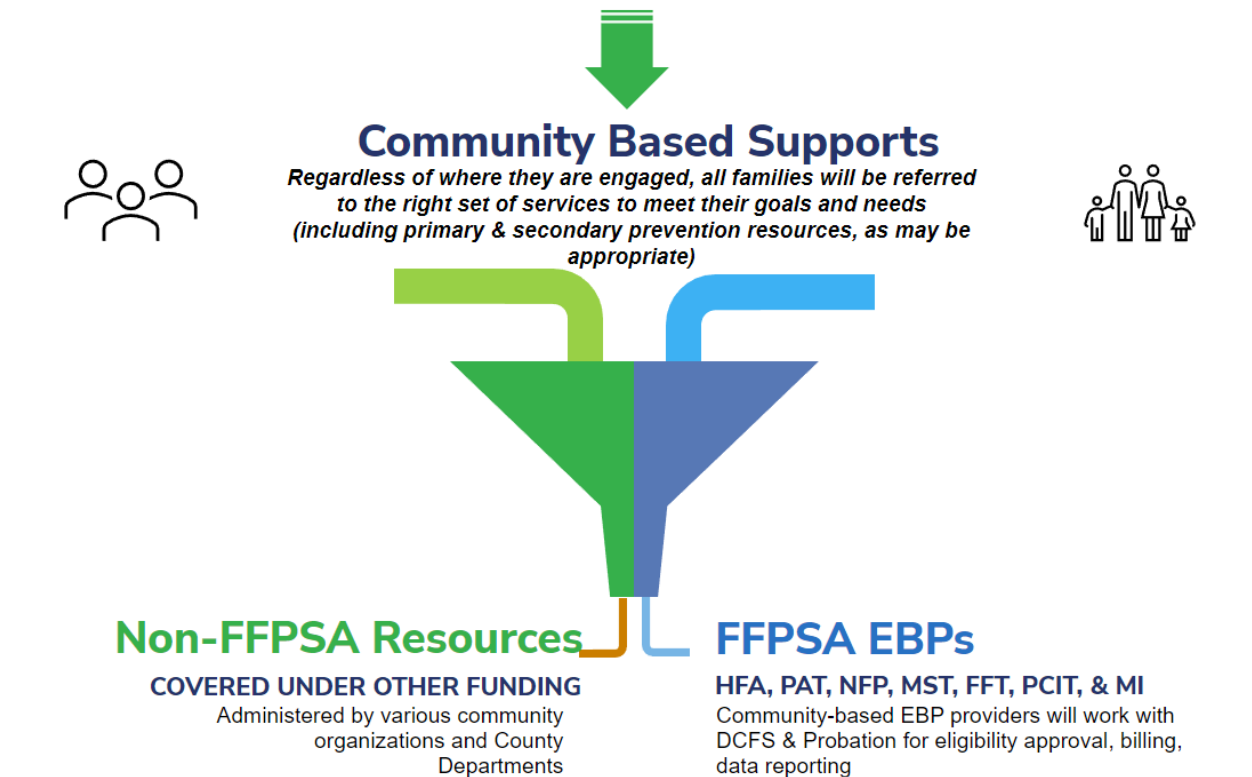 Community Based Supports
Regardless of where they are engaged, all families will be referred
to the right set of services to meet their goals and needs
(including primary & secondary prevention resources, as may be
appropriate)
Non-FFPSA Resources
COVERED UNDER OTHER FUNDING
Administered by various community
organizations and County
Departments
FFPSA EBPs
HFA, PAT, NFP, MST, FFT, PCIT, & MI
Community-based EBP providers will work with
DCFS & Probation for eligibility approval, billing,
data reporting